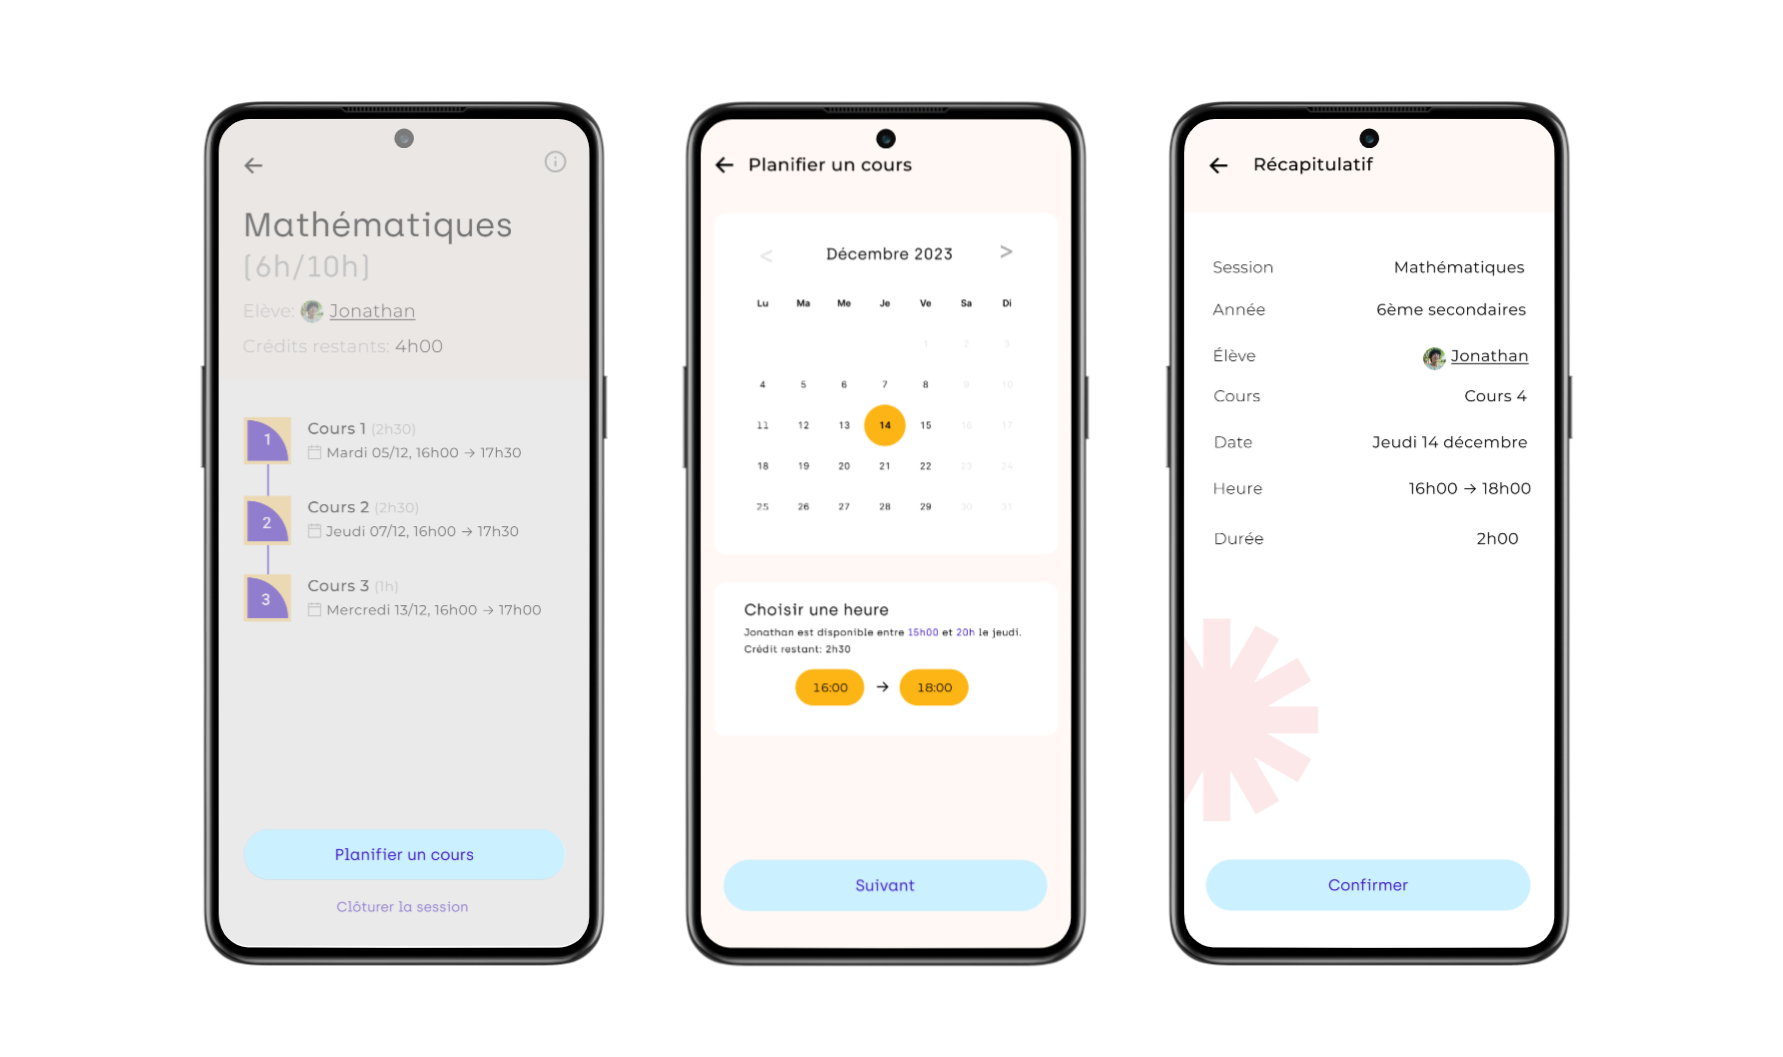 Mathématiques
(6h/10h)
Elève: Jonathan
Crédits restants: 4h00
1
Cours 1 (2h30)
Mardi 05/12, 16h00 → 17h30
2
Cours 2 (2h30)
Jeudi 07/12, 16h00 → 17h30
3
Cours 3 (1h)
Mercredi 13/12, 16h00 → 17h00
Planifier un cours
Clôturer la session
← Planifier un cours
< Décembre 2023 >
Lu Ma Me Je Ve Sa Di
1 2 3
4 5 6 7 8 9 10
11 12 13 14 15 16 17
18 19 20 21 22 23 24
25 26 27 28 29 30 31
Choisir une heure
Jonathan est disponible entre 15h00 et 20h le jeudi.
Crédit restant: 2h30
16:00 → 18:00
Suivant
← Récapitulatif
Session Mathématiques
Année 6ème secondaires
Élève Jonathan
Cours Cours 4
Date Jeudi 14 décembre
Heure 16h00 → 18h00
Durée 2h00
Confirmer